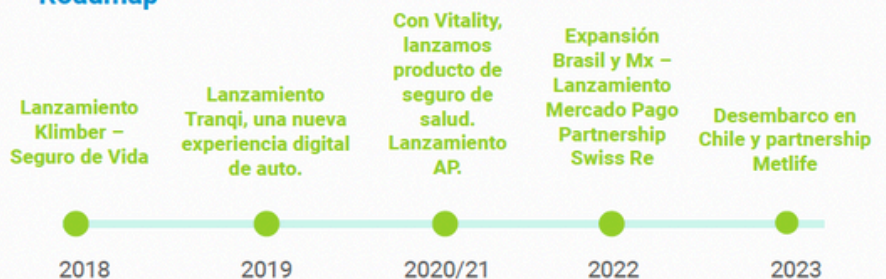 Roadmap
Lanzamiento
Klimber –
Seguro de Vida
Lanzamiento
Tranqi, una nueva
experiencia digital
de auto.
Con Vitality,
lanzamos
producto de
seguro de
salud.
Lanzamiento
AP.
Expansión
Brasil y Mx –
Lanzamiento
Mercado Pago
Partnership
Swiss Re
Desembarco en
Chile y partnership
Metlife
2018
2019
2020/21
2022
2023